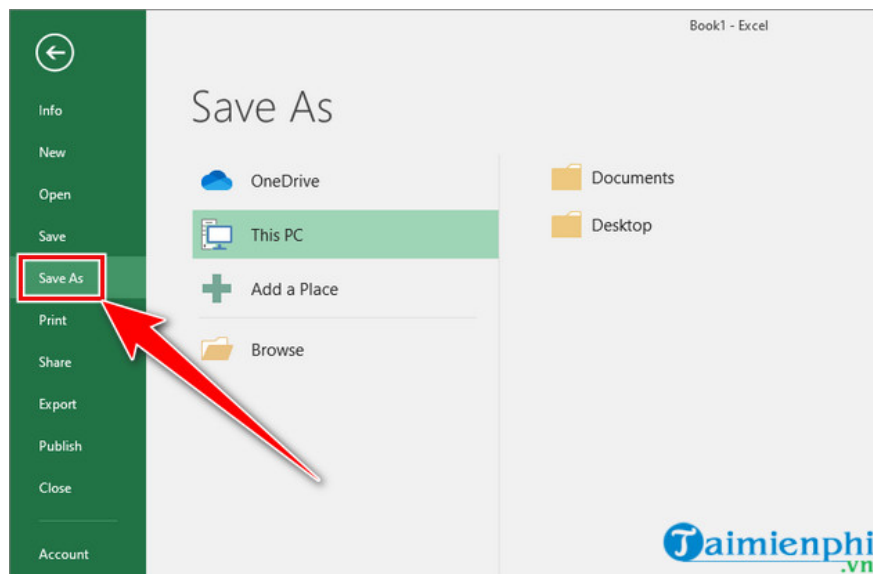 Book1 - Excel
Info
New
Open
Save
Save As
Print
Share
Export
Publish
Close
Account
Save As
OneDrive
This PC
Add a Place
Browse
Documents
Desktop
Taimienphi
.vn